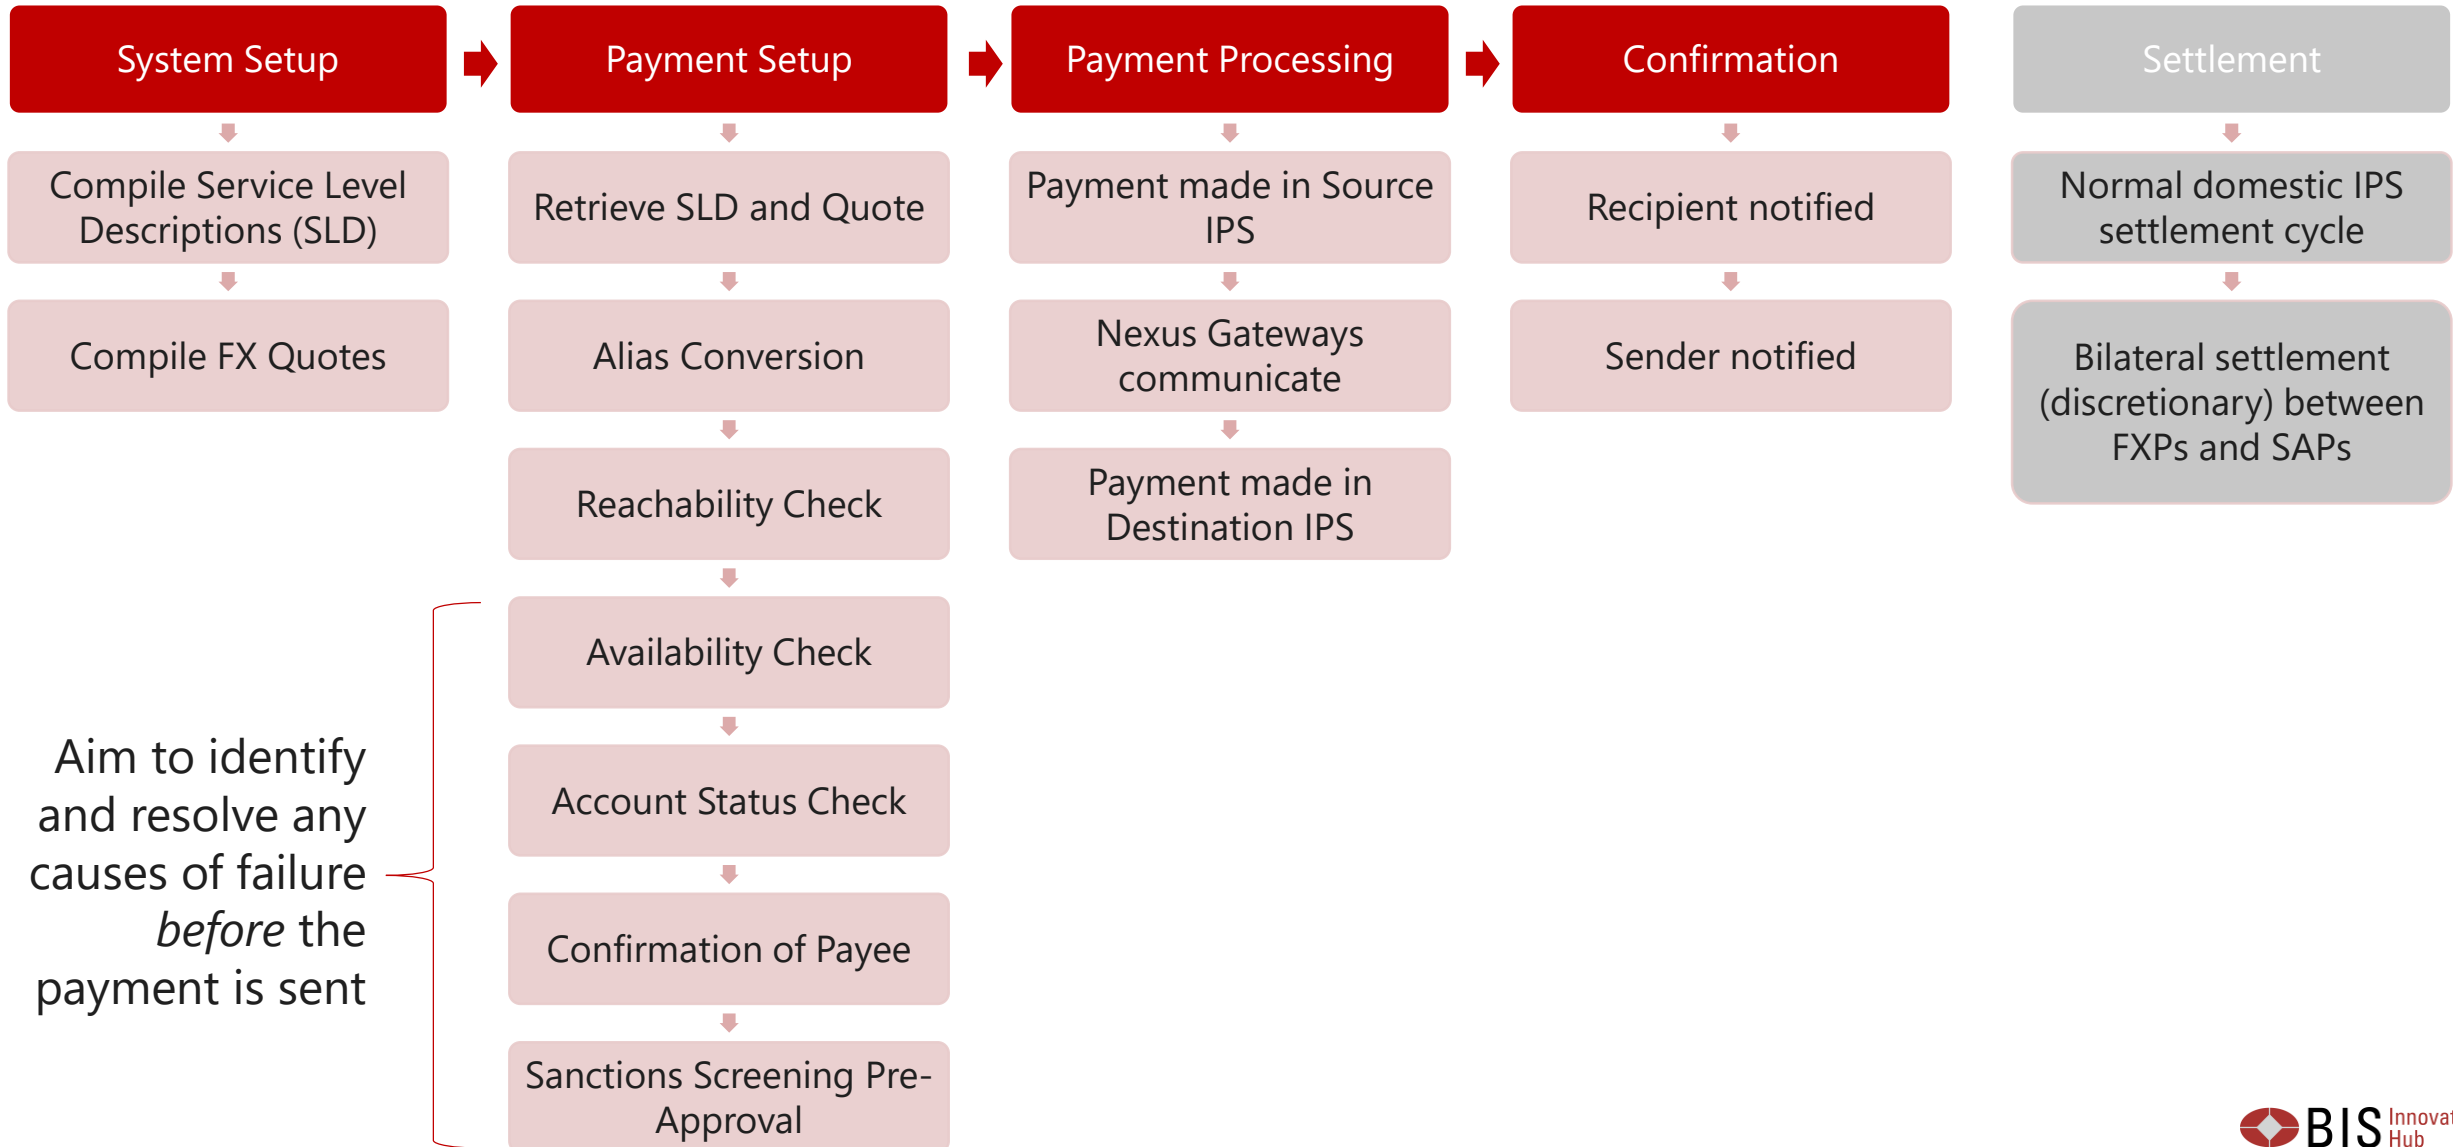 System Setup
Compile Service Level
Descriptions (SLD)
Compile FX Quotes
Payment Setup
Retrieve SLD and Quote
Alias Conversion
Reachability Check
Availability Check
Account Status Check
Confirmation of Payee
Sanctions Screening Pre-
Approval
Aim to identify
and resolve any
causes of failure
before the
payment is sent
Payment Processing
Payment made in Source
IPS
Nexus Gateways
communicate
Payment made in
Destination IPS
Confirmation
Recipient notified
Sender notified
Settlement
Normal domestic IPS
settlement cycle
Bilateral settlement
(discretionary) between
FXPs and SAPs
BIS
Innovat
Hub